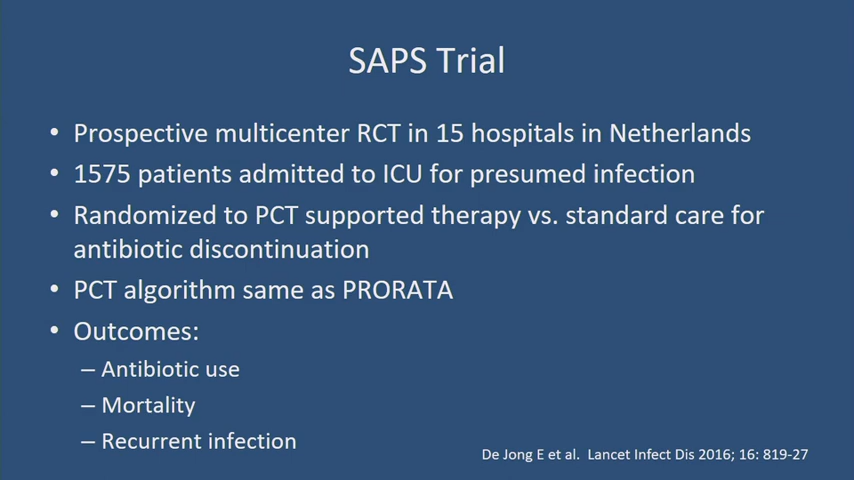 SAPS Trial
• Prospective multicenter RCT in 15 hospitals in Netherlands
• 1575 patients admitted to ICU for presumed infection
• Randomized to PCT supported therapy vs. standard care for
antibiotic discontinuation
• PCT algorithm same as PRORATA
• Outcomes:
– Antibiotic use
– Mortality
– Recurrent infection
De Jong E et al. Lancet Infect Dis 2016; 16: 819-27